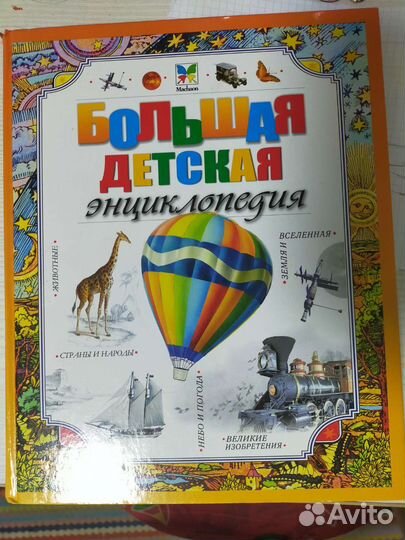 Machaon
БОЛЬШАЯ
ДЕТСКАЯ
энциклопедия
• ЖИВОТНЫЕ •
• ЗЕМЛЯ И ВСЕЛЕННАЯ •
• СТРАНЫ И НАРОДЫ •
• НЕБО И ПОГОДА •
• ВЕЛИКИЕ
ИЗОБРЕТЕНИЯ •
Avito